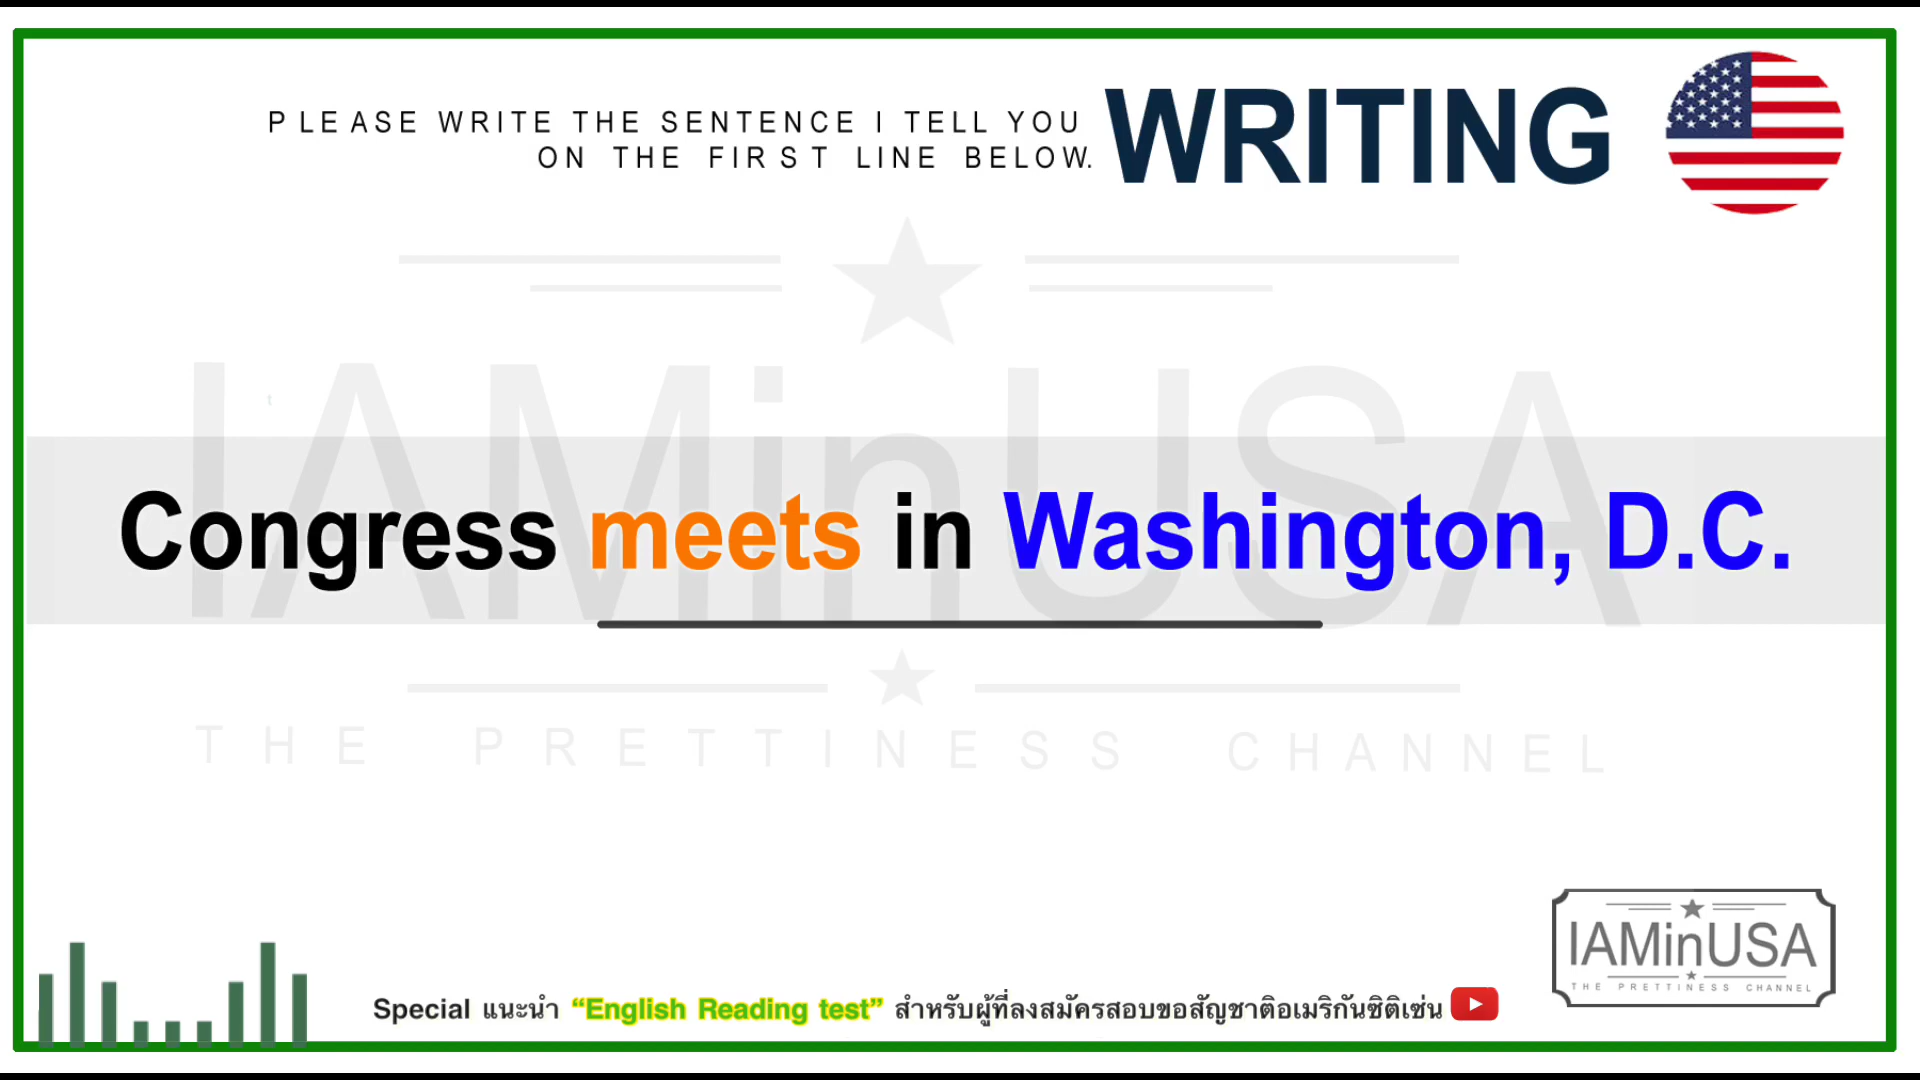 PLEASE WRITE THE SENTENCE I TELL YOU
ON THE FIRST LINE BELOW.
WRITING
IAMinUSA
t
Congress meets in Washington, D.C.
THE PRETTINESS CHANNEL
IAMinUSA
THE PRETTINESS CHANNEL
Special แนะนำ “English Reading test” สำหรับผู้ที่ลงสมัครสอบขอสัญชาติอเมริกันซิติเซ่น